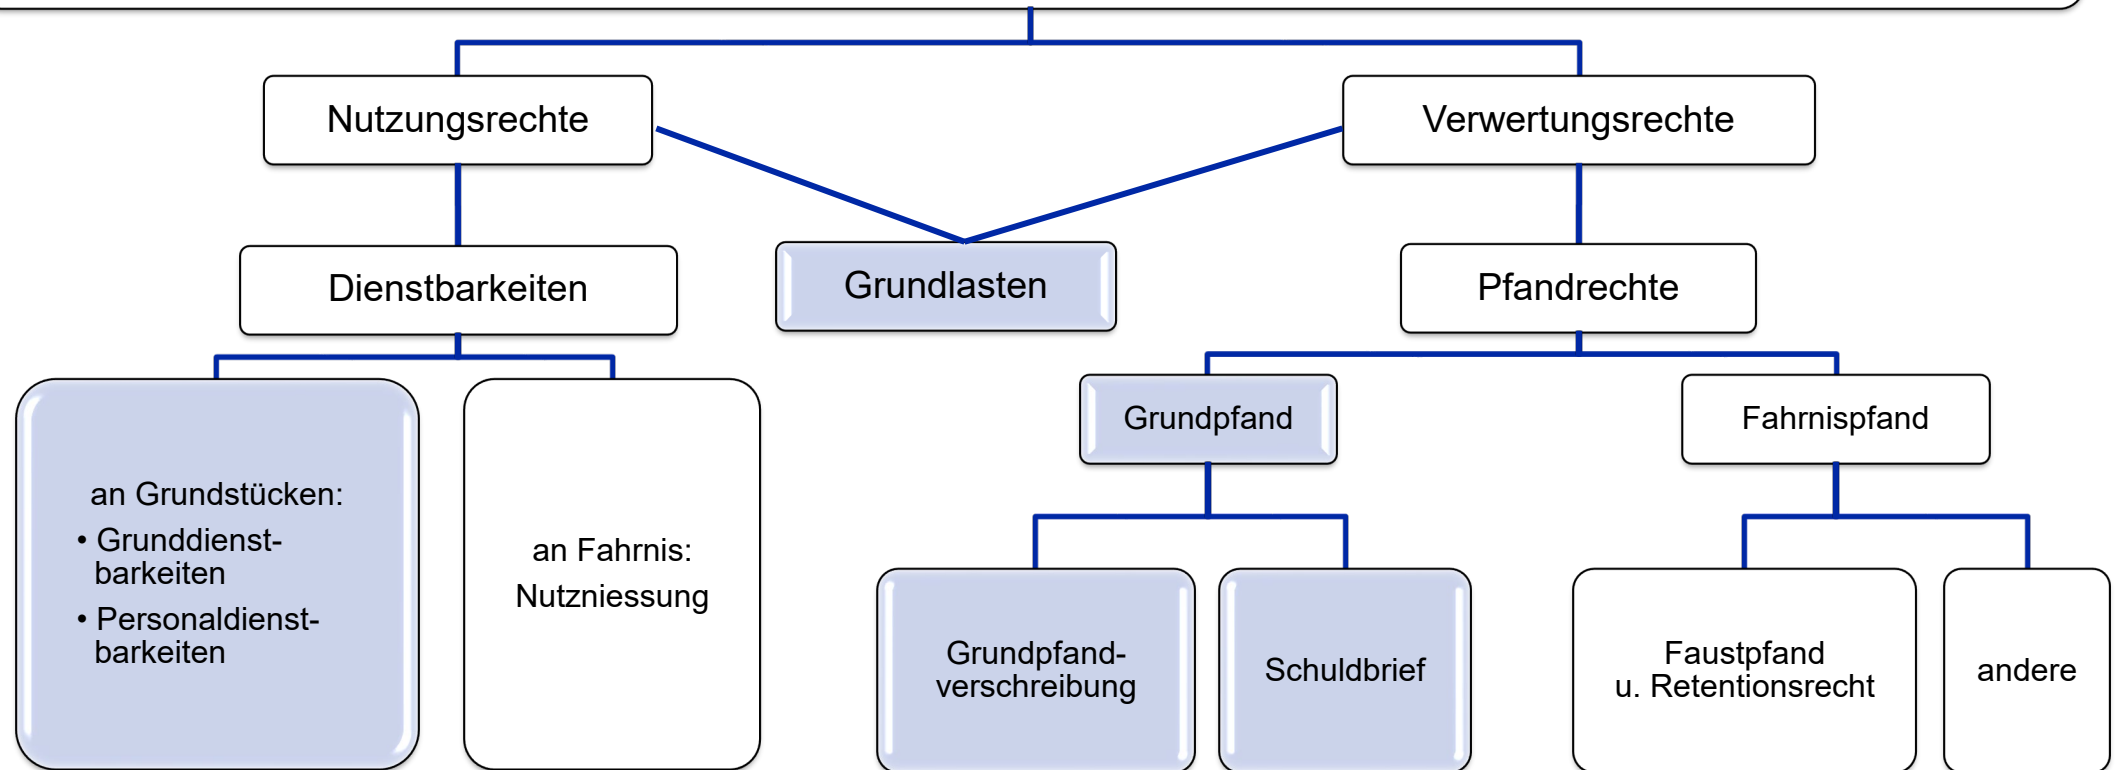 Nutzungsrechte
Verwertungsrechte
Dienstbarkeiten
Grundlasten
Pfandrechte
Grundpfand
Fahrnispfand
an Grundstücken:
• Grunddienst-
barkeiten
• Personaldienst-
barkeiten
an Fahrnis:
Nutzniessung
Grundpfand-
verschreibung
Schuldbrief
Faustpfand
u. Retentionsrecht
andere